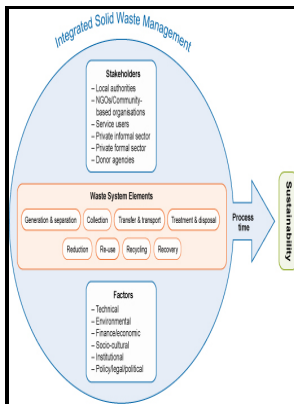 Integrated Solid Waste Management
Stakeholders
– Local authorities
– NGOs/Community-
based organisations
– Service users
– Private informal sector
– Private formal sector
– Donor agencies
Waste System Elements
Generation & separation
Collection
Transfer & transport
Treatment & disposal
Reduction
Re-use
Recycling
Recovery
Process
time
Sustainability
Factors
– Technical
– Environmental
– Finance/economic
– Socio-cultural
– Institutional
– Policy/legal/political